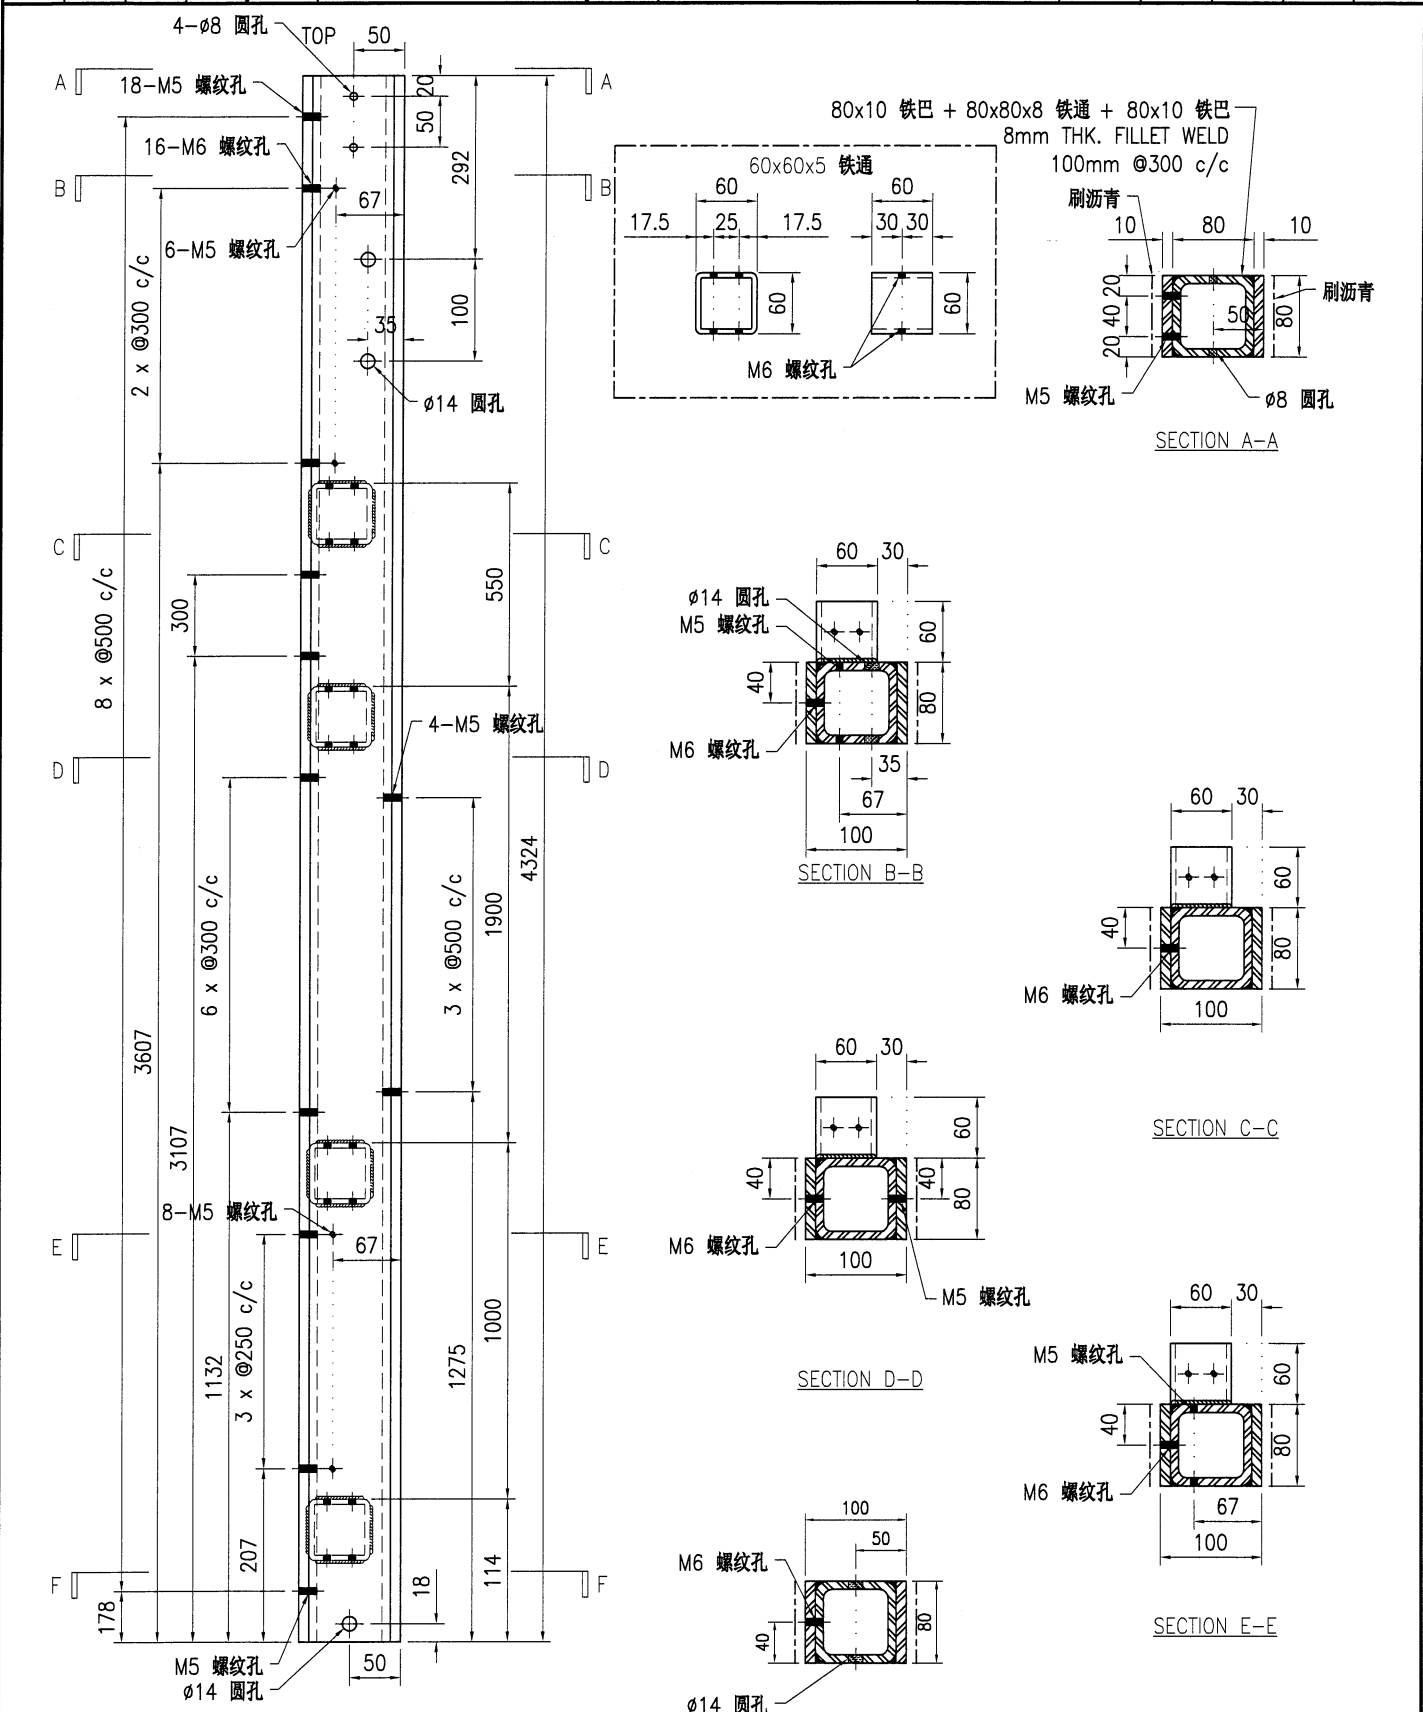 4-ø8 圆孔
TOP
50
A
A
18-M5 螺纹孔
20
50
16-M6 螺纹孔
292
B
B
67
6-M5 螺纹孔
2 x @300 c/c
100
35
ø14 圆孔
80x10 铁巴 + 80x80x8 铁通 + 80x10 铁巴
8mm THK. FILLET WELD
100mm @300 c/c
60x60x5 铁通
60
60
17.5
25
17.5
30
30
60
60
M6 螺纹孔
刷沥青
10
80
10
20
40
20
50
80
刷沥青
M5 螺纹孔
ø8 圆孔
SECTION A-A
C
C
8 x @500 c/c
300
550
60
30
ø14 圆孔
M5 螺纹孔
60
40
80
M6 螺纹孔
35
67
100
SECTION B-B
4-M5 螺纹孔
D
D
4324
6 x @300 c/c
3 x @500 c/c
1900
60
30
60
40
80
M6 螺纹孔
100
SECTION C-C
3607
3107
60
30
60
40
40
80
M6 螺纹孔
100
M5 螺纹孔
SECTION D-D
8-M5 螺纹孔
E
E
67
1132
3 x @250 c/c
1275
1000
60
30
M5 螺纹孔
60
40
80
M6 螺纹孔
67
100
SECTION E-E
207
114
F
F
18
178
M5 螺纹孔
ø14 圆孔
50
100
50
M6 螺纹孔
40
80
ø14 圆孔